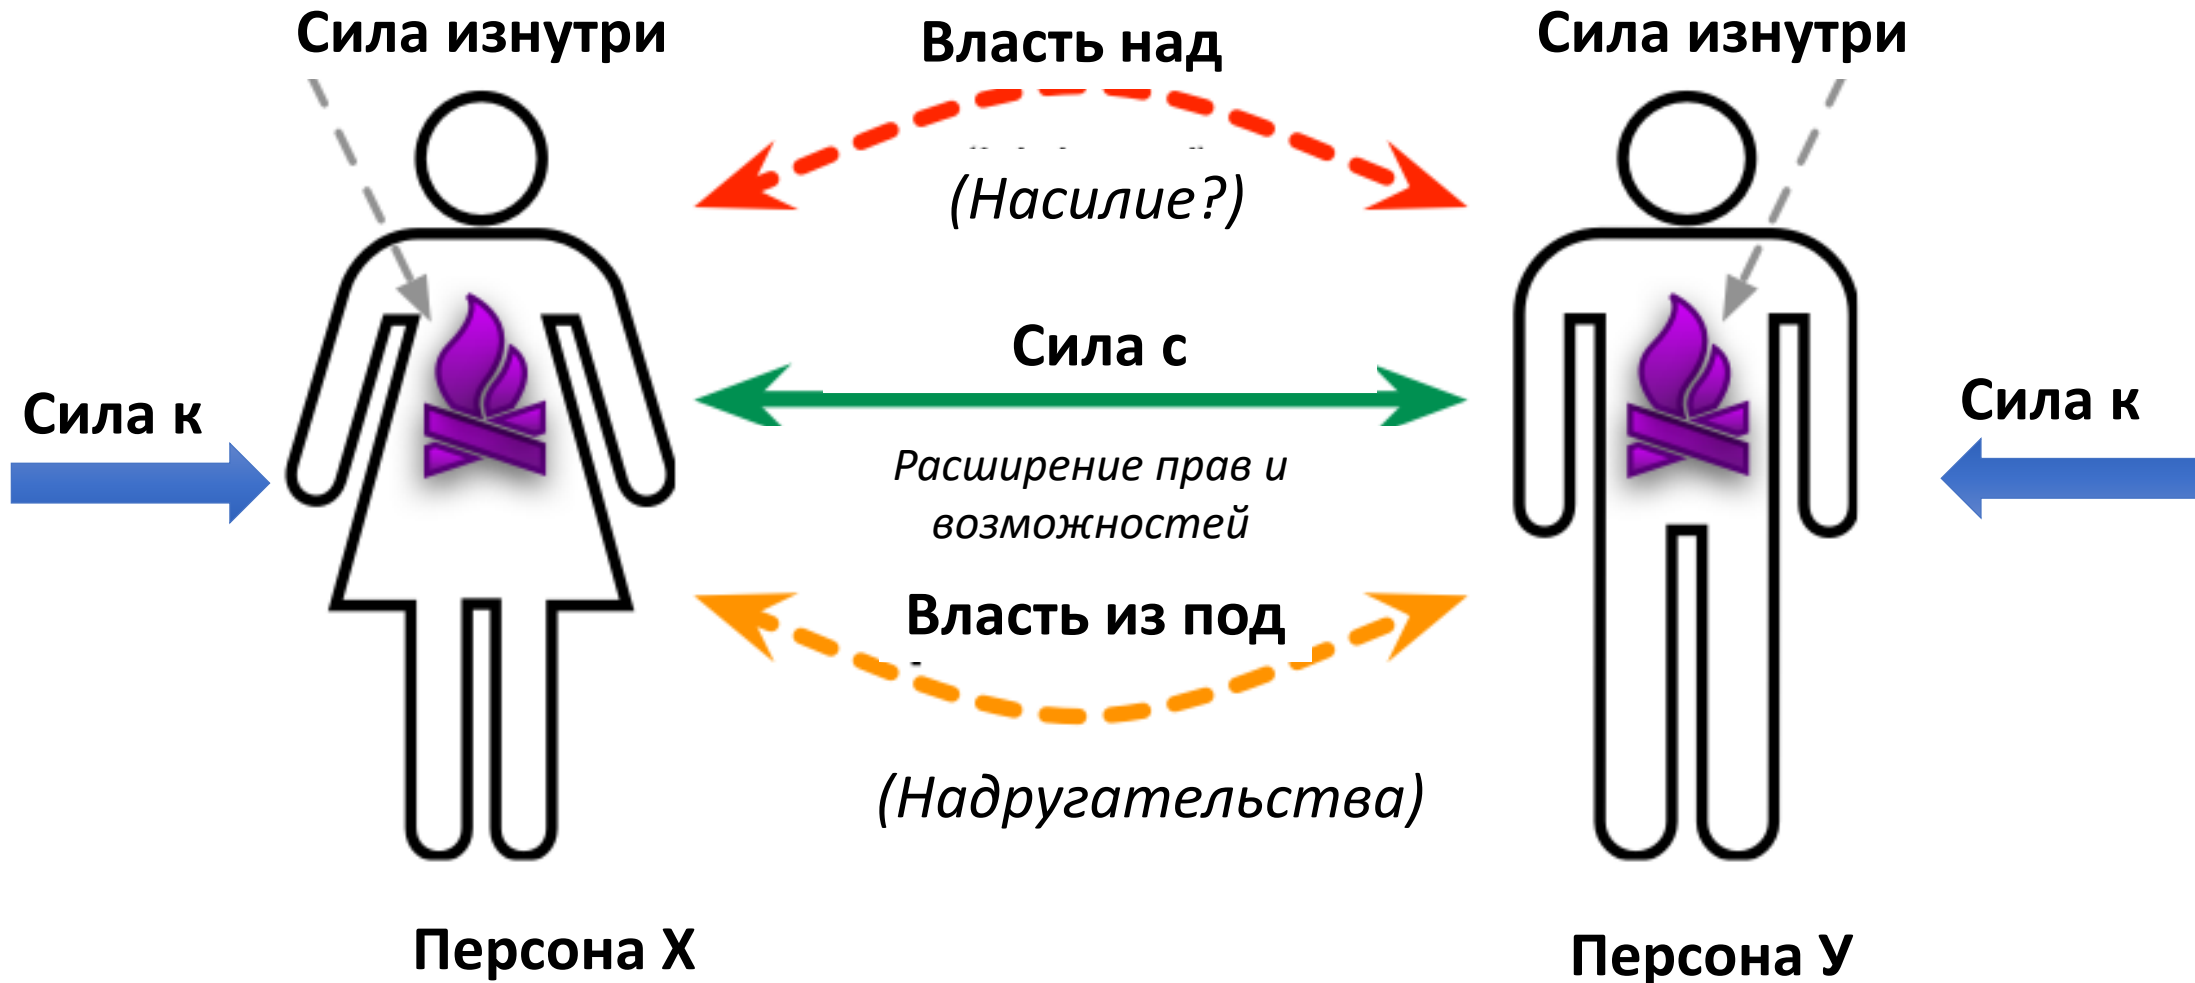 Сила изнутри
Власть над
Сила изнутри
(Насилие?)
Сила с
Сила к
Сила к
Расширение прав и
возможностей
Власть из под
(Надругательства)
Персона Х
Персона У